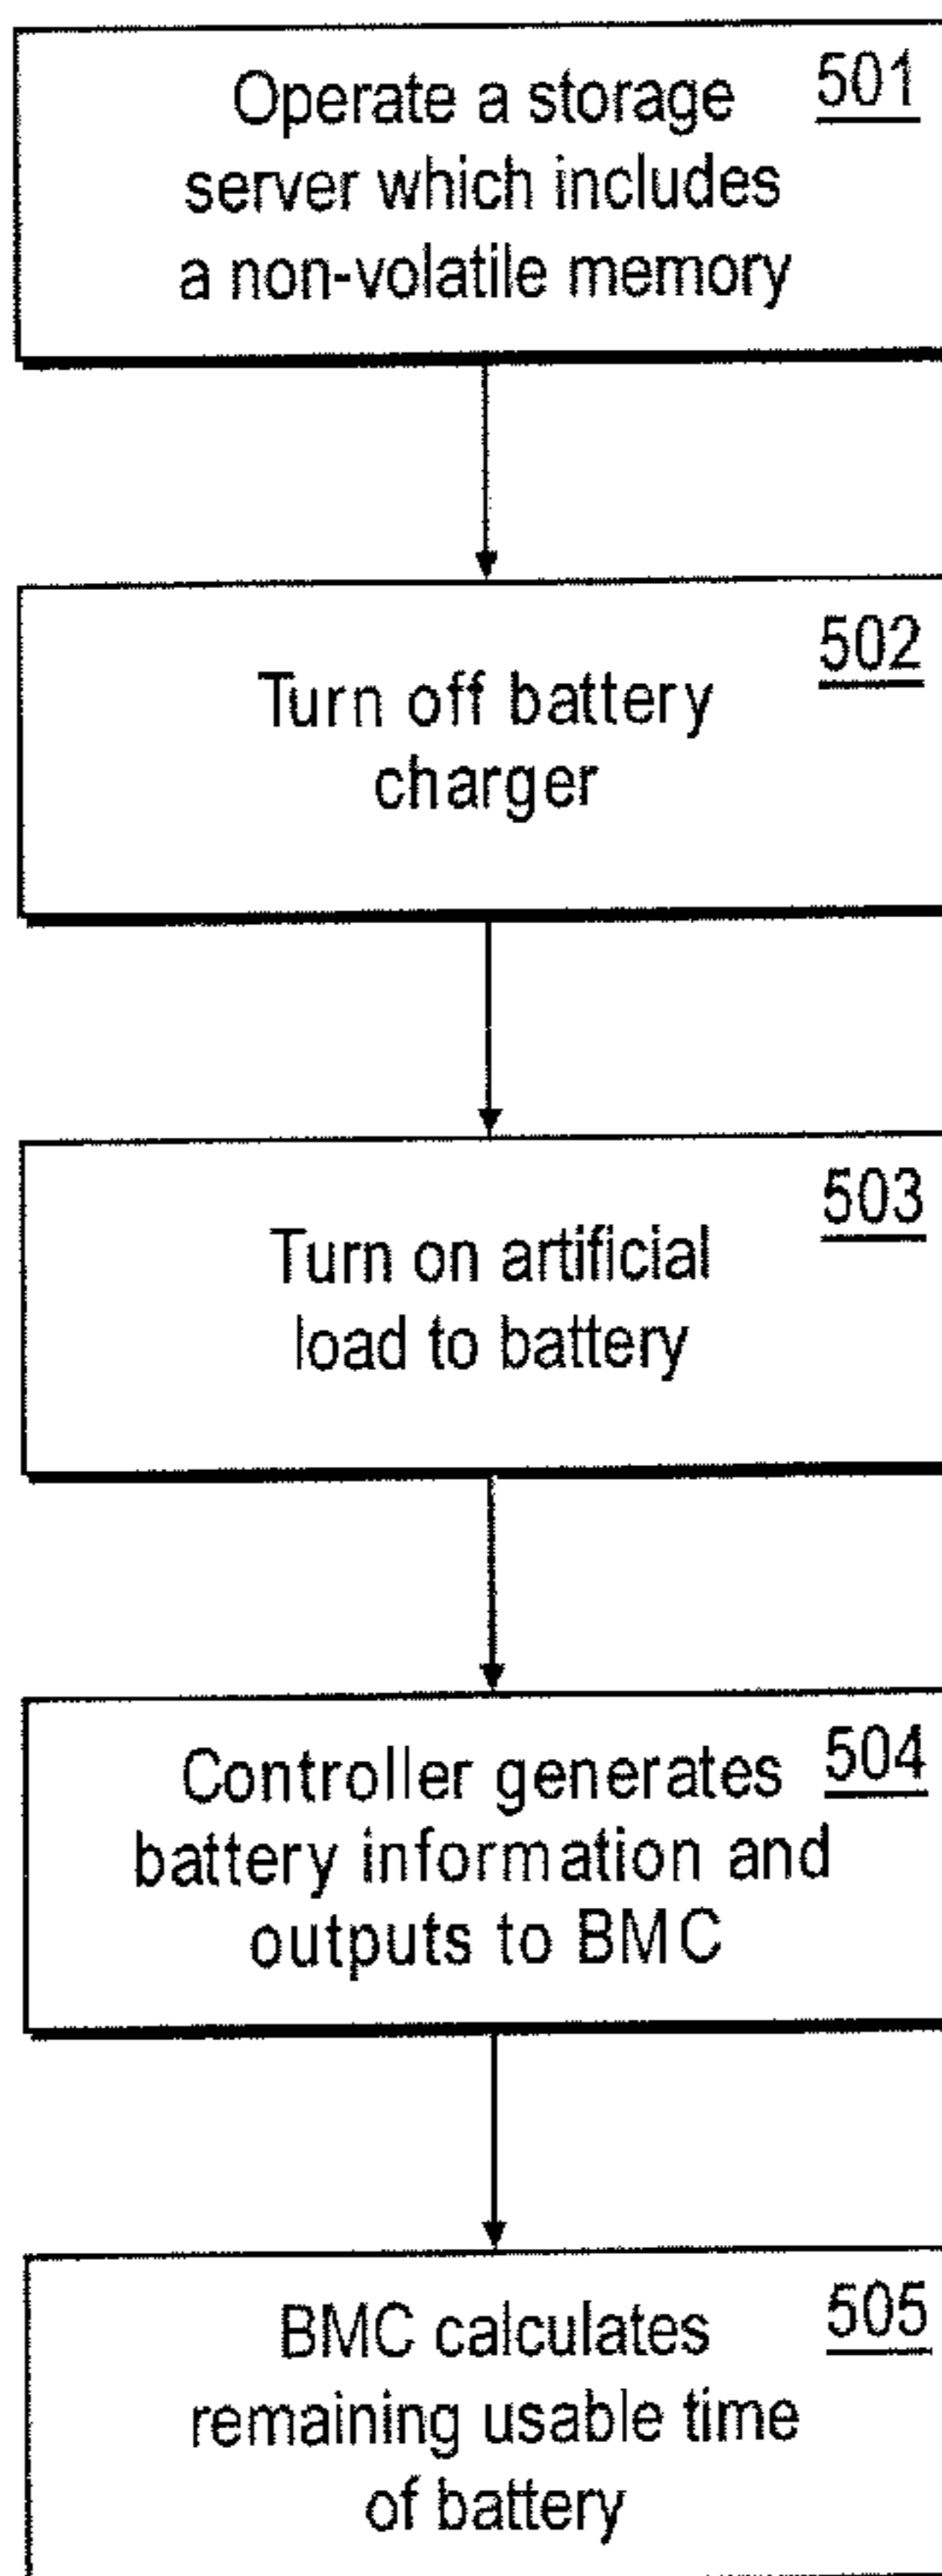 Operate a storage 501
server which includes
a non-volatile memory
502
Turn off battery
charger
503
Turn on artificial
load to battery
Controller generates 504
battery information and
outputs to BMC
BMC calculates 505
remaining usable time
of battery